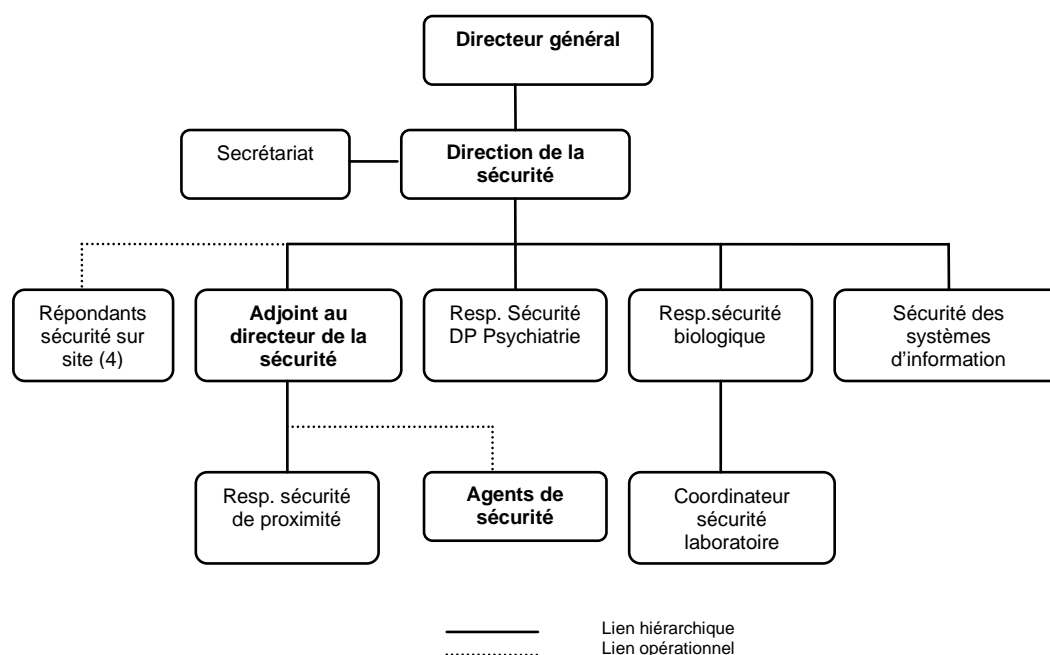 Directeur général
Secrétariat
Direction de la
sécurité
Répondants
sécurité sur
site (4)
Adjoint au
directeur de la
sécurité
Resp. Sécurité
DP Psychiatrie
Resp.sécurité
biologique
Sécurité des
systèmes
d’information
Resp. sécurité
de proximité
Agents de
sécurité
Coordinateur
sécurité
laboratoire
Lien hiérarchique
Lien opérationnel